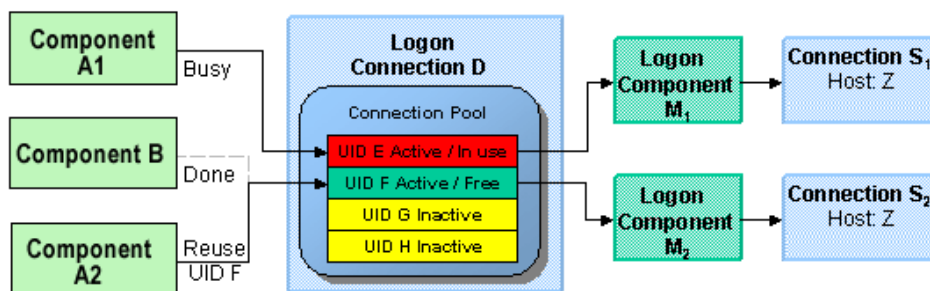 Component
A1
Busy
Component B
Done
Component
A2
Reuse
UID F
Logon
Connection D
Connection Pool
UID E Active / In use
UID F Active / Free
UID G Inactive
UID H Inactive
Logon
Component
M1
Connection S1
Host: Z
Logon
Component
M2
Connection S2
Host: Z